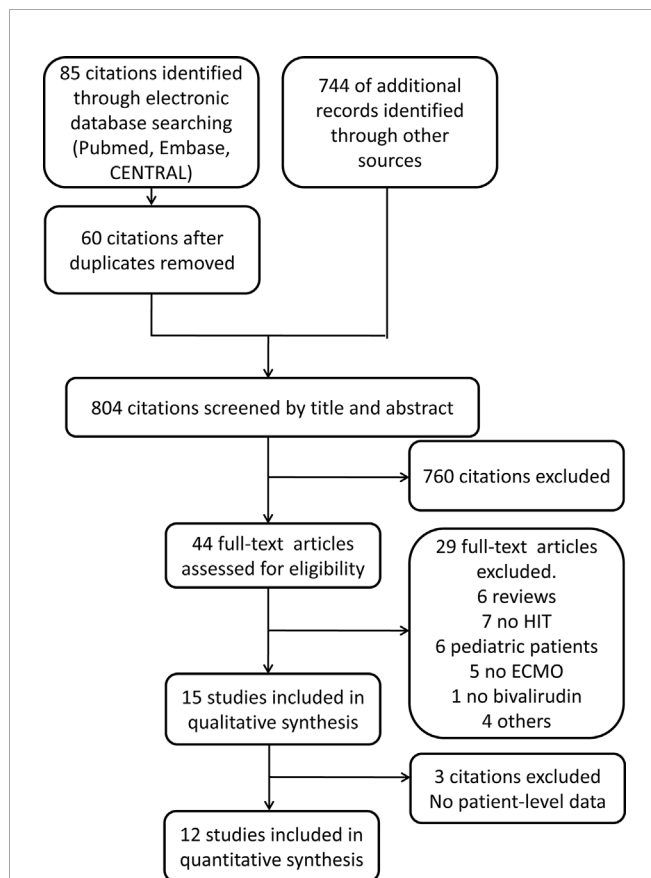 85 citations identified
through electronic
database searching
(Pubmed, Embase,
CENTRAL)
744 of additional
records identified
through other
sources
60 citations after
duplicates removed
804 citations screened by title and abstract
760 citations excluded
44 full-text articles
assessed for eligibility
29 full-text articles
excluded.
6 reviews
7 no HIT
6 pediatric patients
5 no ECMO
1 no bivalirudin
4 others
15 studies included in
qualitative synthesis
3 citations excluded
No patient-level data
12 studies included in
quantitative synthesis